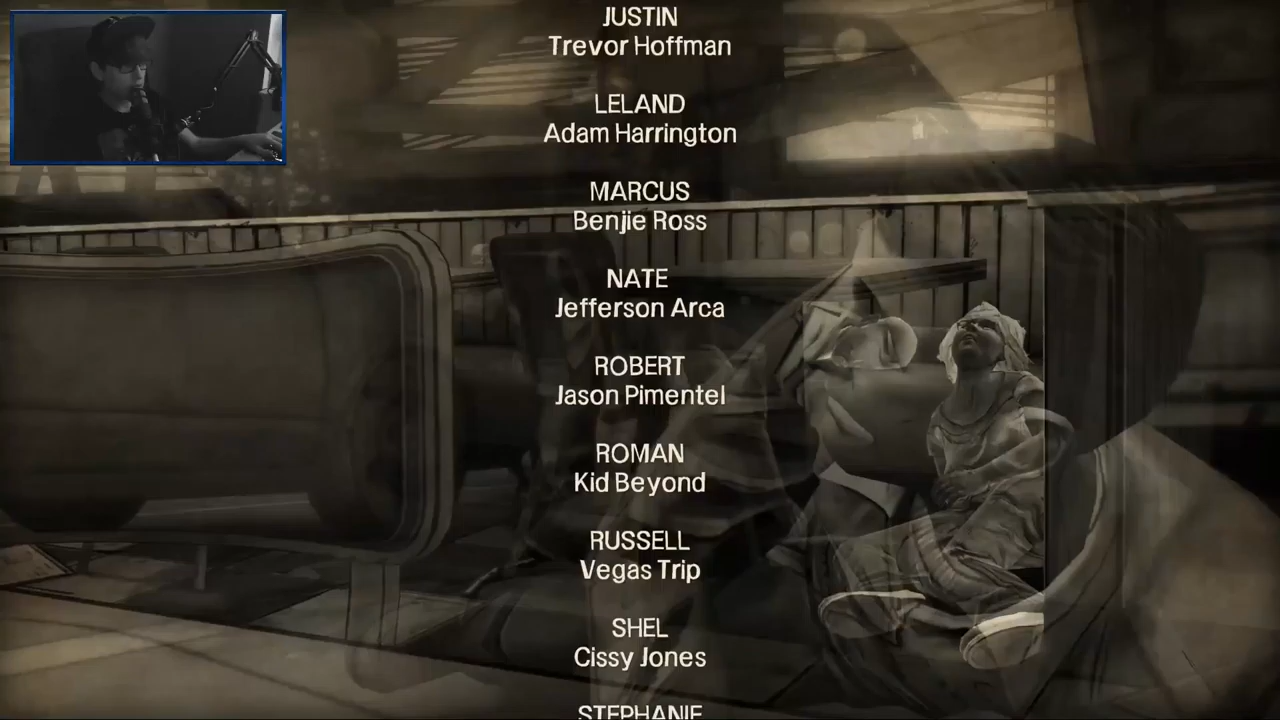 JUSTIN
Trevor Hoffman
LELAND
Adam Harrington
MARCUS
Benjie Ross
NATE
Jefferson Arca
ROBERT
Jason Pimentel
ROMAN
Kid Beyond
RUSSELL
Vegas Trip
SHEL
Cissy Jones
STEPHANIE